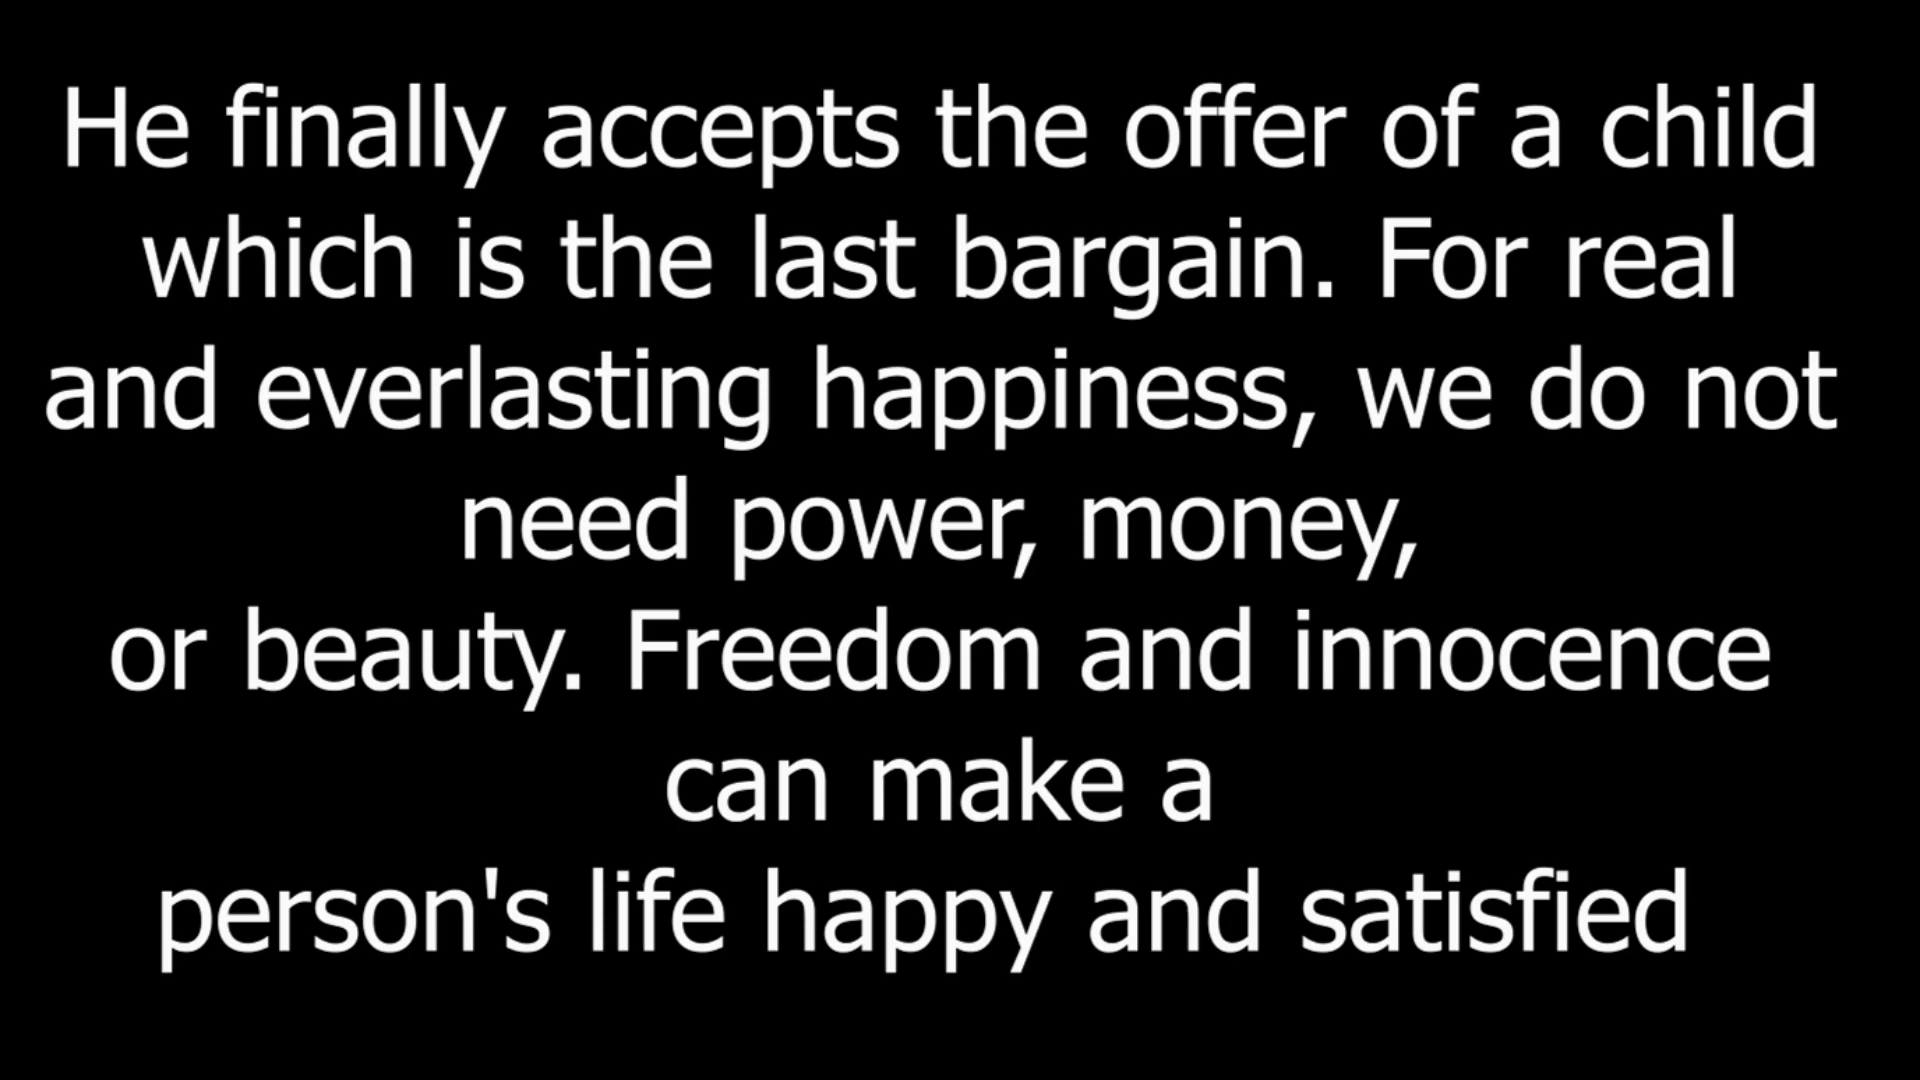 He finally accepts the offer of a child
which is the last bargain. For real
and everlasting happiness, we do not
need power, money,
or beauty. Freedom and innocence
can make a
person's life happy and satisfied